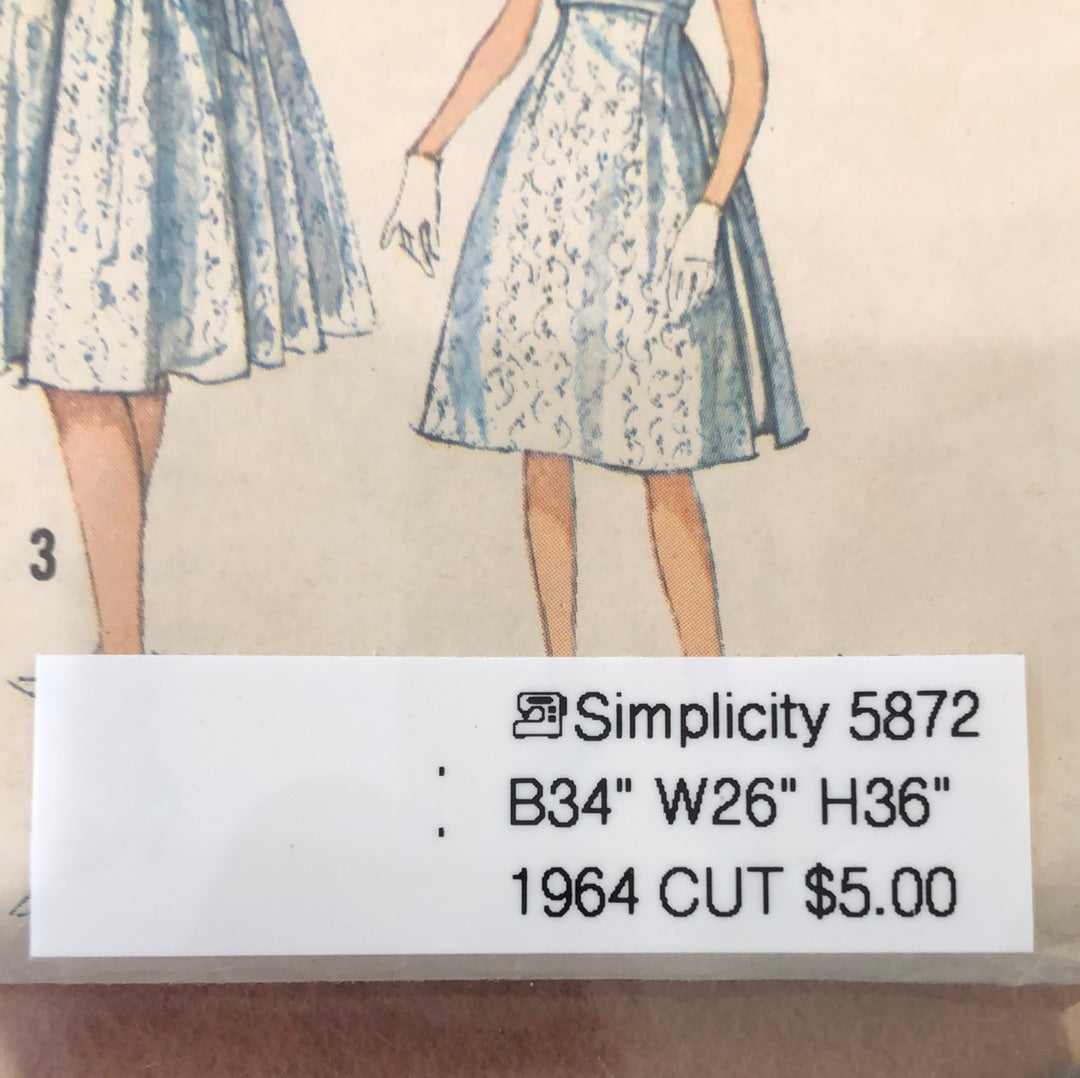 3
Simplicity 5872
B34" W26" H36"
1964 CUT $5.00